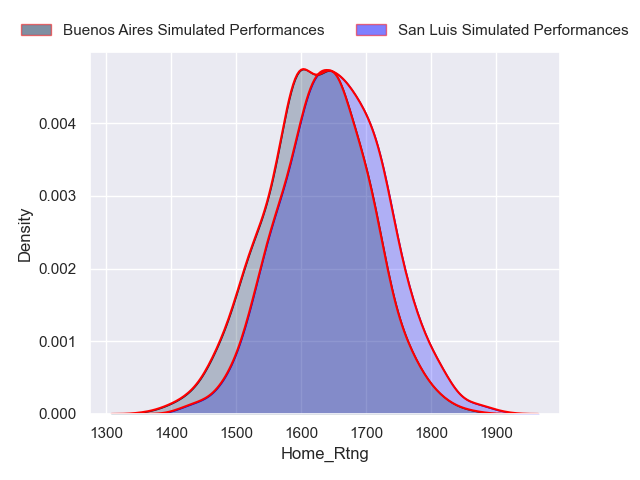 Buenos Aires Simulated Performances San Luis Simulated Performances
0.004
0.003
0.002
0.001
0.000
Density
1300 1400 1500 1600 1700 1800 1900
Home_Rtng